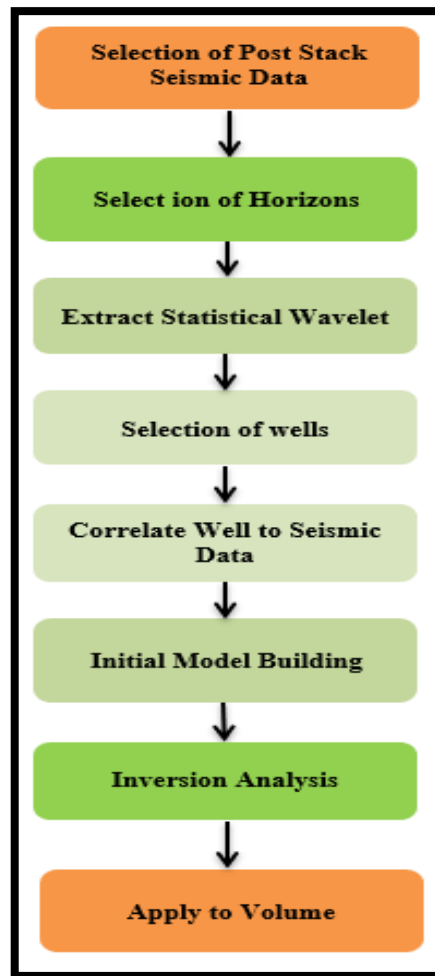 Selection of Post Stack
Seismic Data
Select ion of Horizons
Extract Statistical Wavelet
Selection of wells
Correlate Well to Seismic
Data
Initial Model Building
Inversion Analysis
Apply to Volume